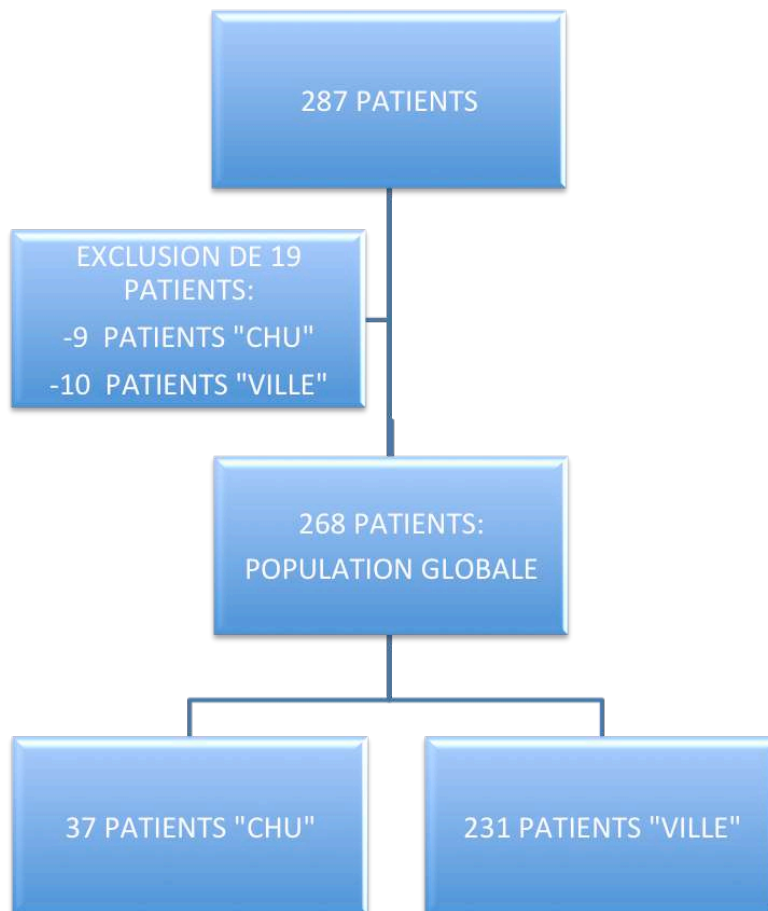 287 PATIENTS
EXCLUSION DE 19
PATIENTS:
-9 PATIENTS "CHU"
-10 PATIENTS "VILLE"
268 PATIENTS:
POPULATION GLOBALE
37 PATIENTS "CHU"
231 PATIENTS "VILLE"